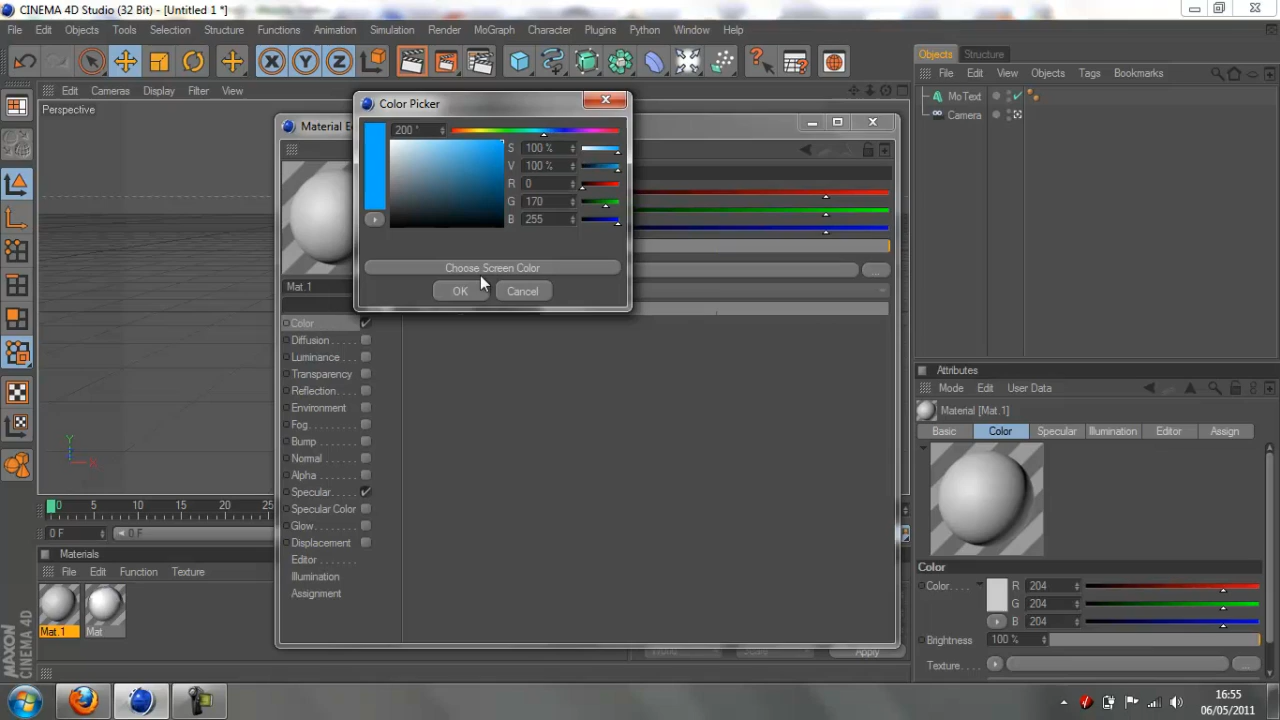 CINEMA 4D Studio (32 Bit) - [Untitled 1 *]
File Edit Objects Tools Selection Structure Functions Animation Render MoGraph Character Plugins Python Window Help
Objects Structure
Edit Cameras Display Filter View
File Edit View Objects Tags Bookmarks
Perspective
MoText
Camera
Color Picker
Material E
200 °
S 100 %
V 100 %
R 0
G 170
B 255
Choose Screen Color
OK Cancel
...
Mat.1
Color
Diffusion
Luminance
Transparency
Reflection
Environment
Fog
Bump
Normal
Alpha
Specular
Specular Color
Glow
Displacement
Editor
Illumination
Assignment
Y
X
0 5 10 15 20 25
0 F 0 F
Materials
File Edit Function Texture
Mat.1 Mat
MAXON
CINEMA 4D
Apply
Attributes
Mode Edit User Data
Material [Mat.1]
Basic Color Specular Illumination Editor Assign
Color
Color R 204
G 204
B 204
Brightness 100 %
Texture ...
16:55
06/05/2011